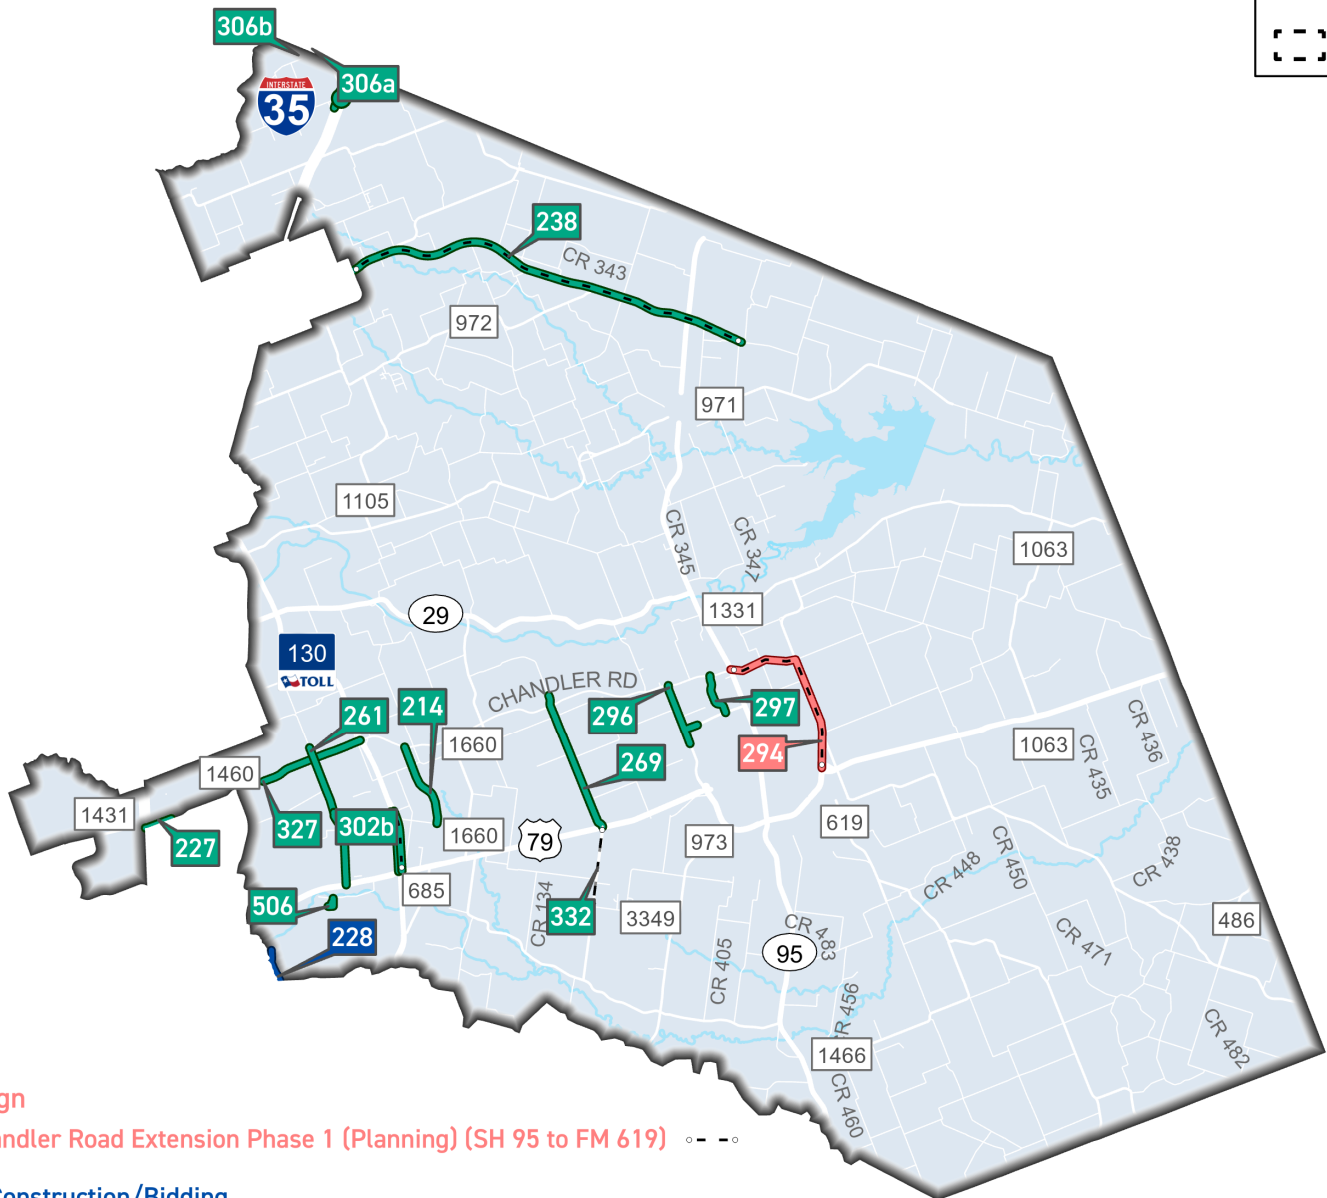 306b
306a
INTERSTATE
35
238
CR 343
972
971
1105
CR 345
CR 347
1063
1331
29
130
TOLL
CHANDLER RD
261
214
296
297
1660
294
1063
CR 436
CR 435
1460
269
1431
327
302b
227
1660
79
973
619
CR 448
CR 450
CR 438
685
506
CR 134
332
3349
228
CR 483
95
CR 405
CR 471
486
CR 456
CR 482
1466
CR 460
gn
ndler Road Extension Phase 1 (Planning) (SH 95 to FM 619)
Construction/Bidding